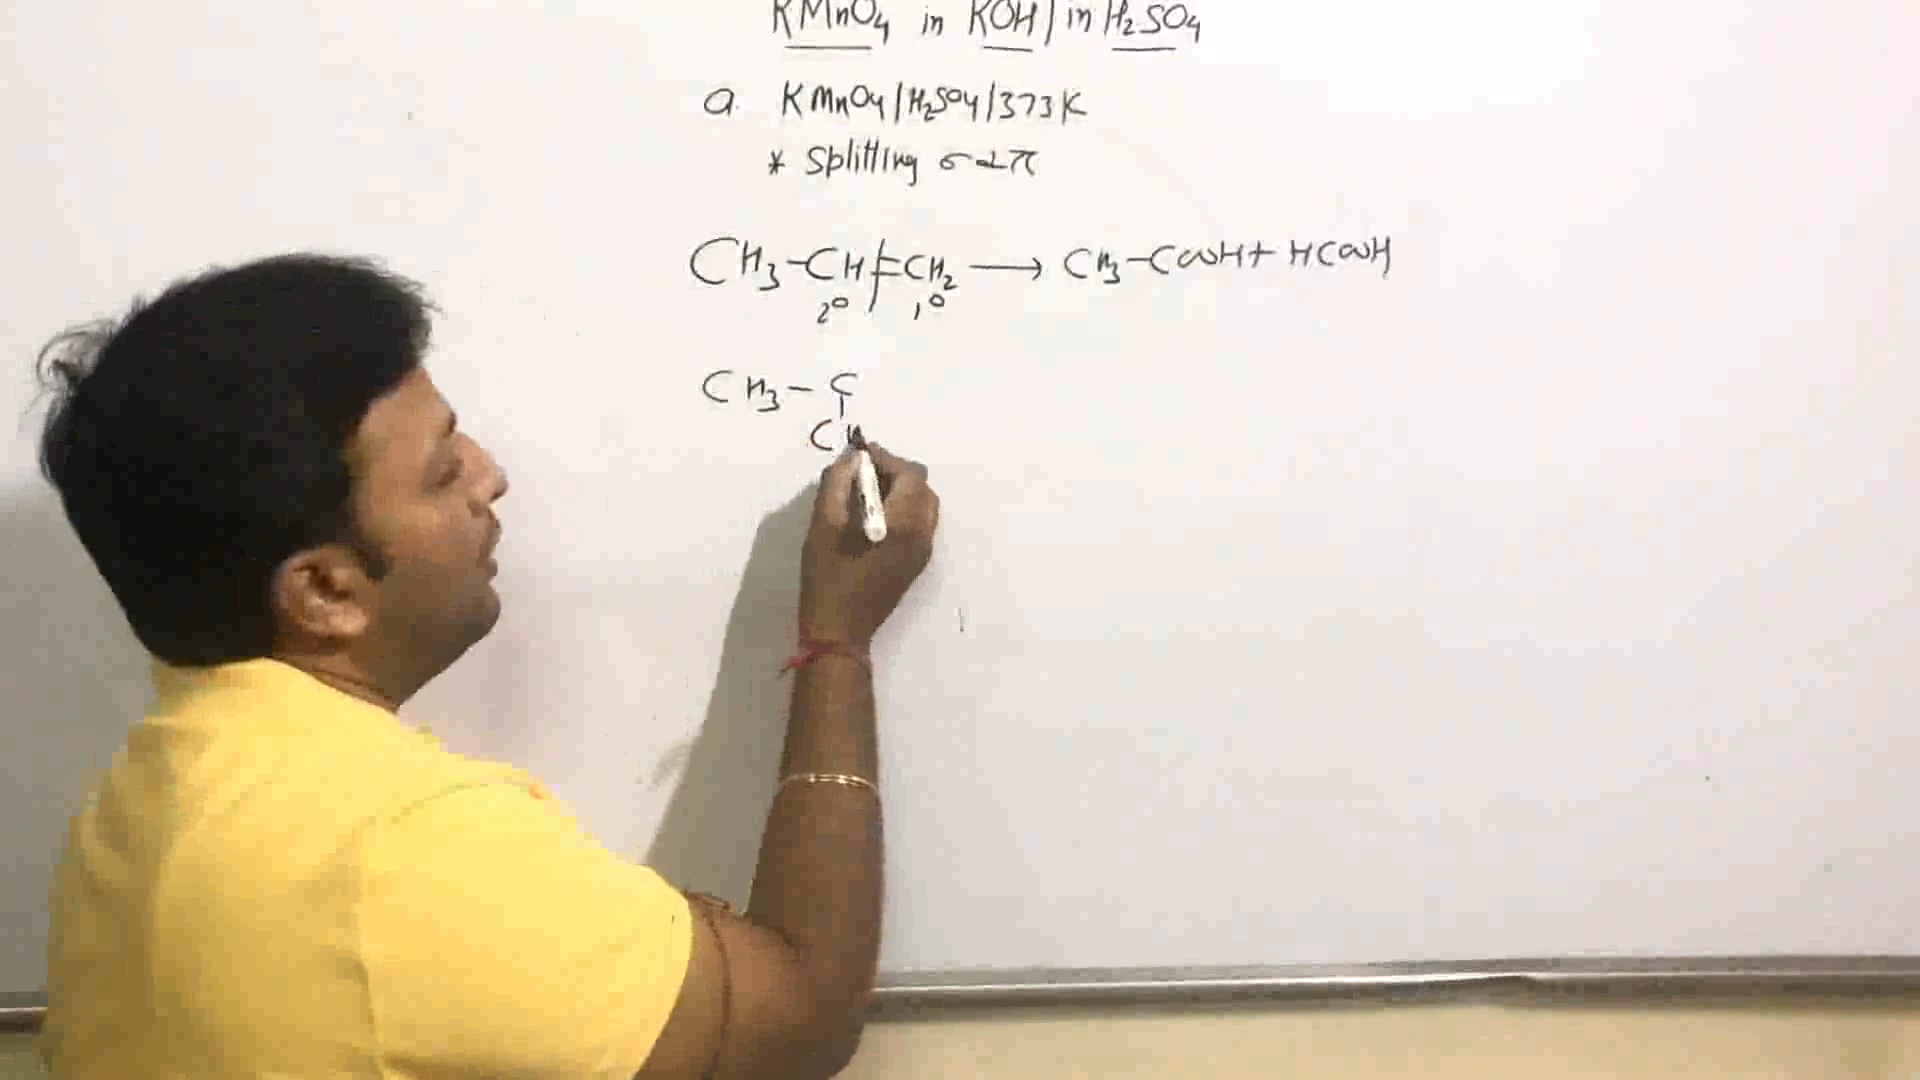 KMnO4 in KOH / in H2SO4
a. KMnO4/H2SO4/373K
* Splitting σ & π
CH3-CH=CH2 → CH3-COOH + HCOOH
2° 1°
CH3-C
CH